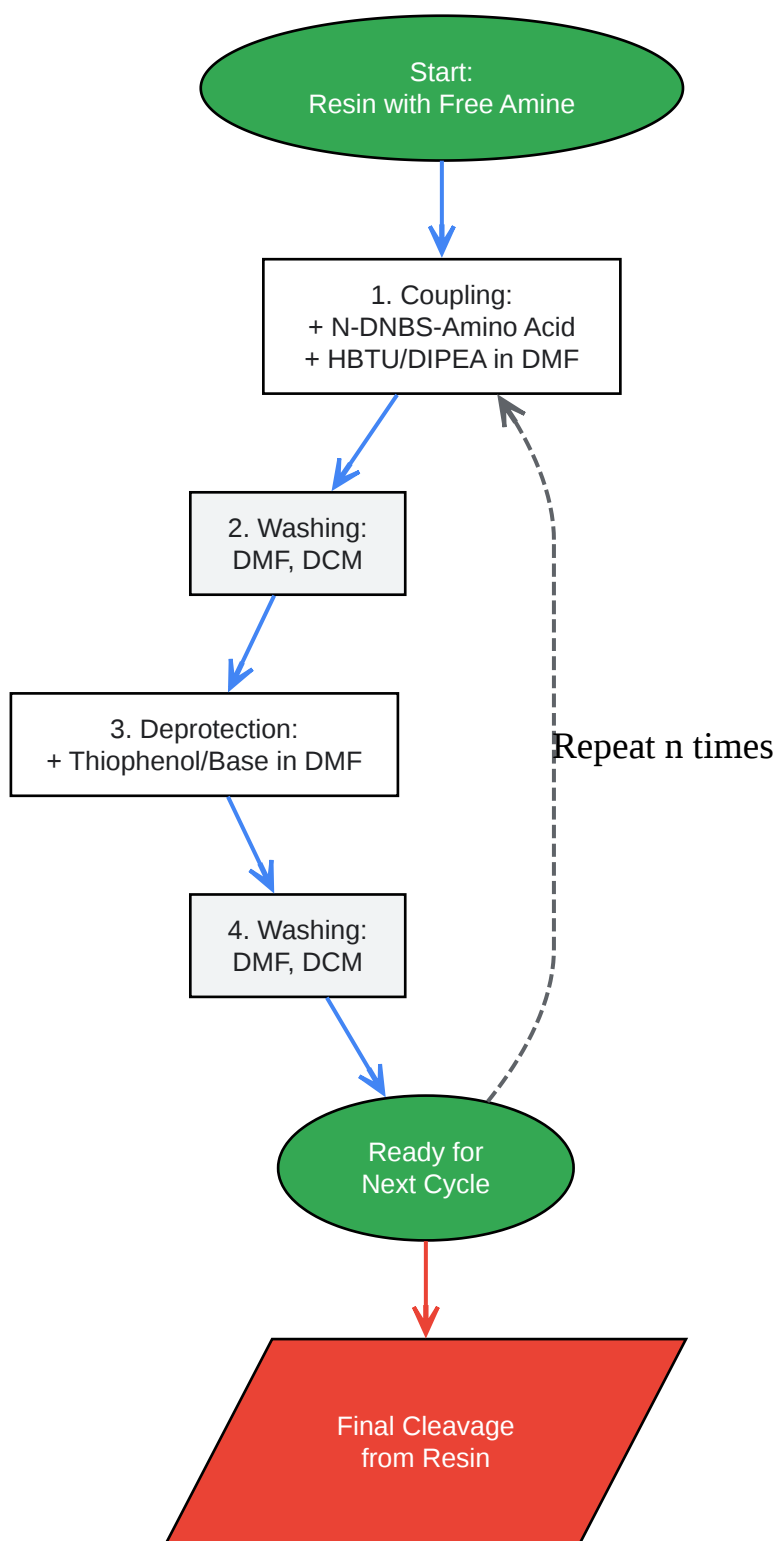 Start:
Resin with Free Amine
1. Coupling:
+ N-DNBS-Amino Acid
+ HBTU/DIPEA in DMF
2. Washing:
DMF, DCM
3. Deprotection:
+ Thiophenol/Base in DMF
Repeat n times
4. Washing:
DMF, DCM
Ready for
Next Cycle
Final Cleavage
from Resin